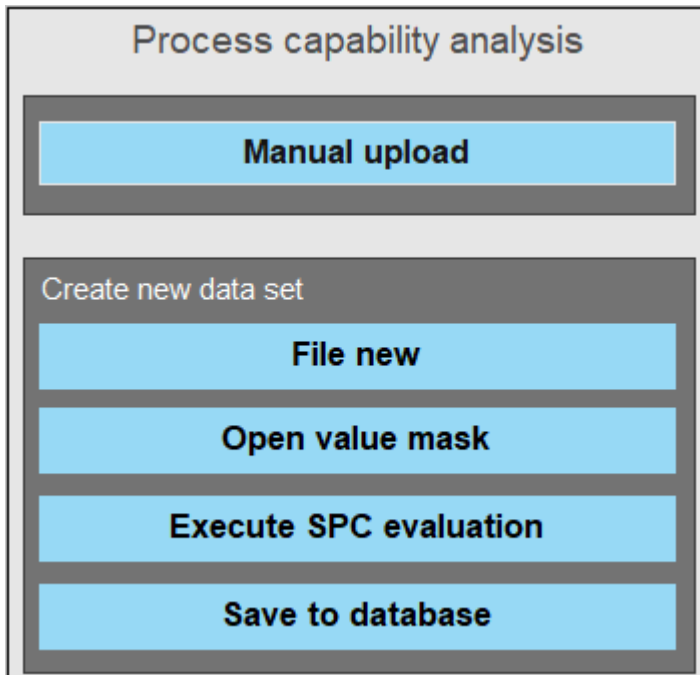 Process capability analysis
Manual upload
Create new data set
File new
Open value mask
Execute SPC evaluation
Save to database